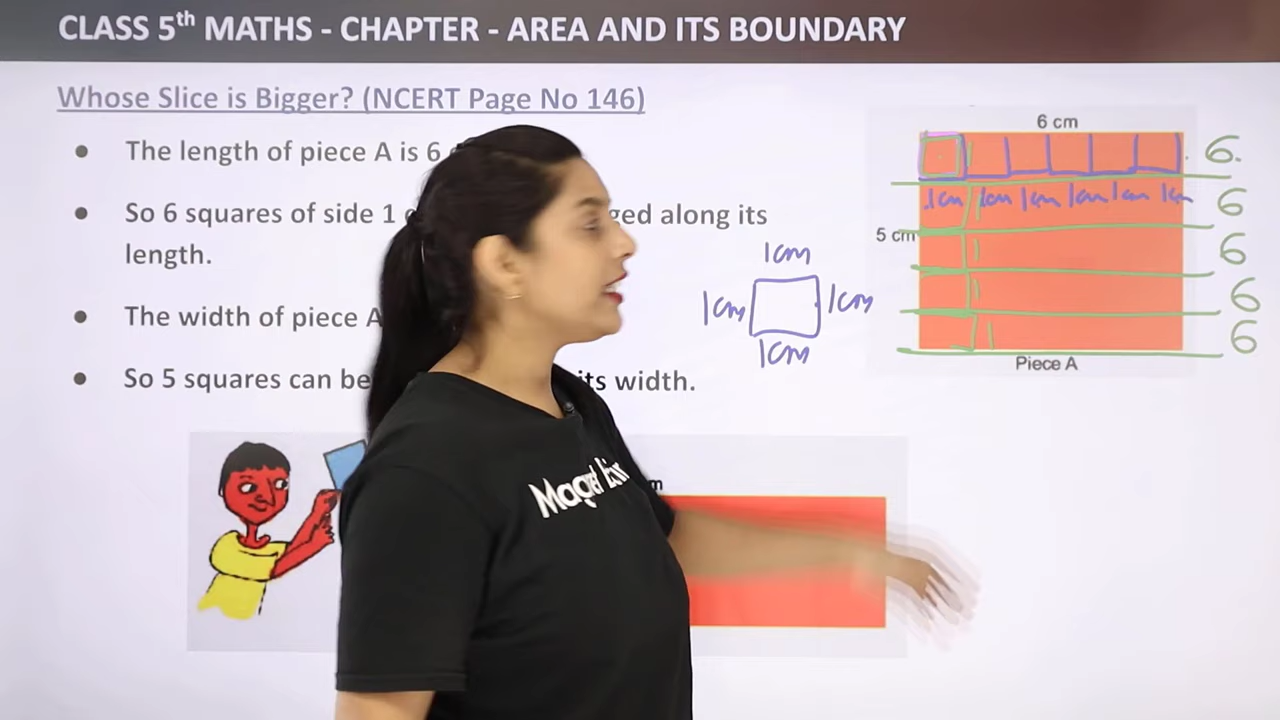 CLASS 5th MATHS - CHAPTER - AREA AND ITS BOUNDARY
Whose Slice is Bigger? (NCERT Page No 146)
The length of piece A is 6
So 6 squares of side 1
along its
length.
The width of piece A
So 5 squares can be
its width.
1cm
1cm
1cm
1cm
6 cm
6.
1cm 1cm 1cm 1cm 1cm 1cm
6
5 cm
6
6
6
Piece A